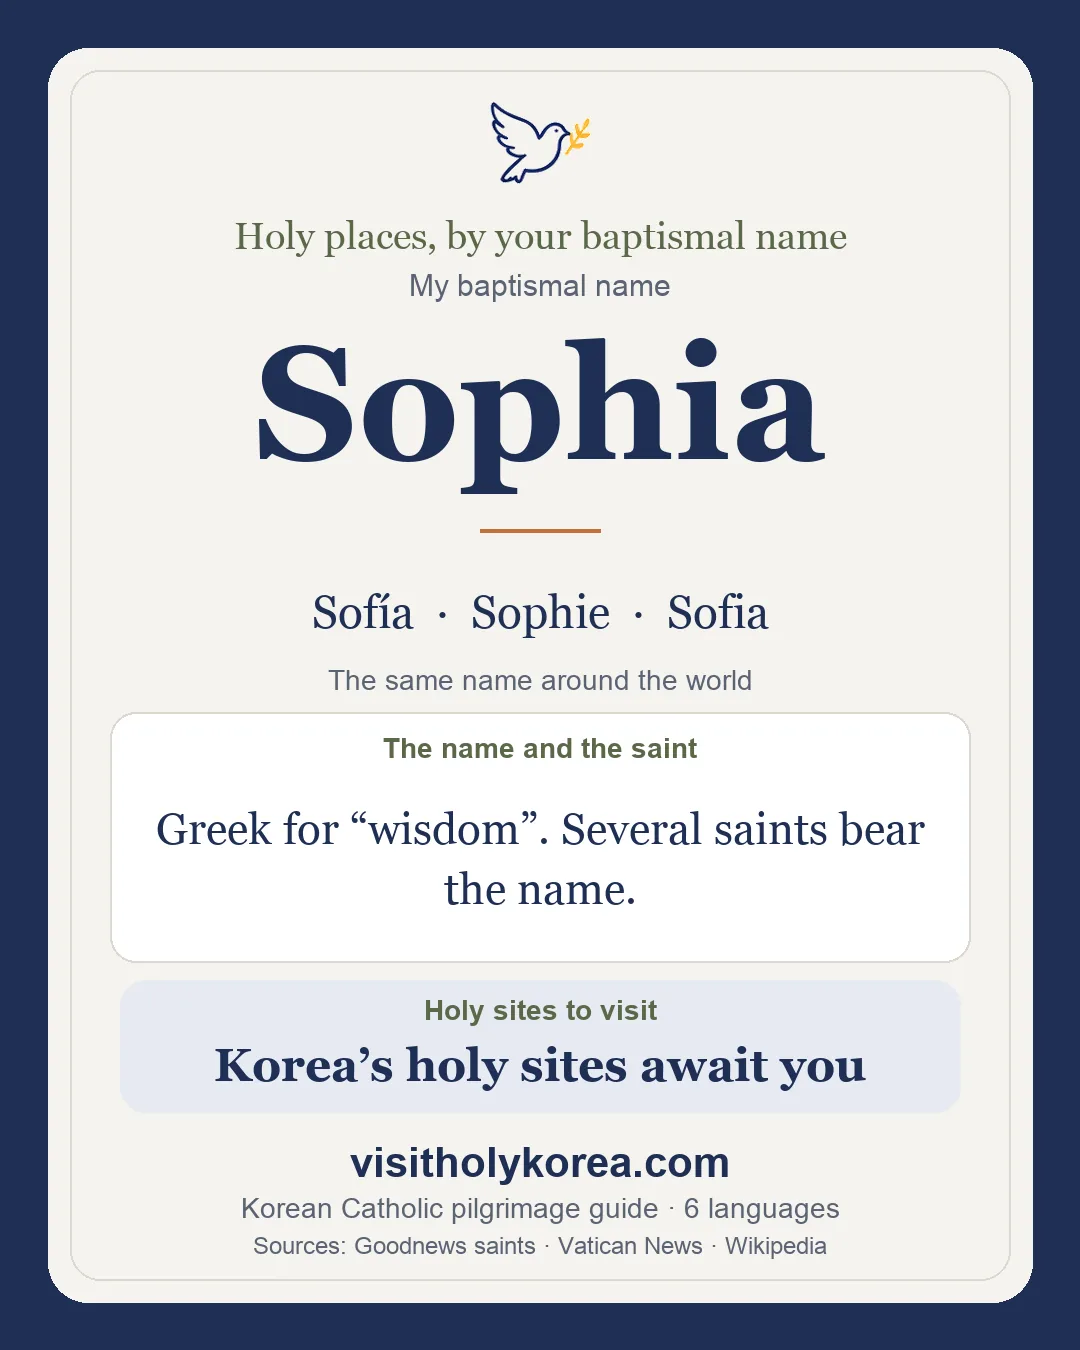 Holy places, by your baptismal name
My baptismal name
Sophia
Sofía · Sophie · Sofia
The same name around the world
The name and the saint
Greek for “wisdom”. Several saints bear
the name.
Holy sites to visit
Korea’s holy sites await you
visitholykorea.com
Korean Catholic pilgrimage guide · 6 languages
Sources: Goodnews saints · Vatican News · Wikipedia